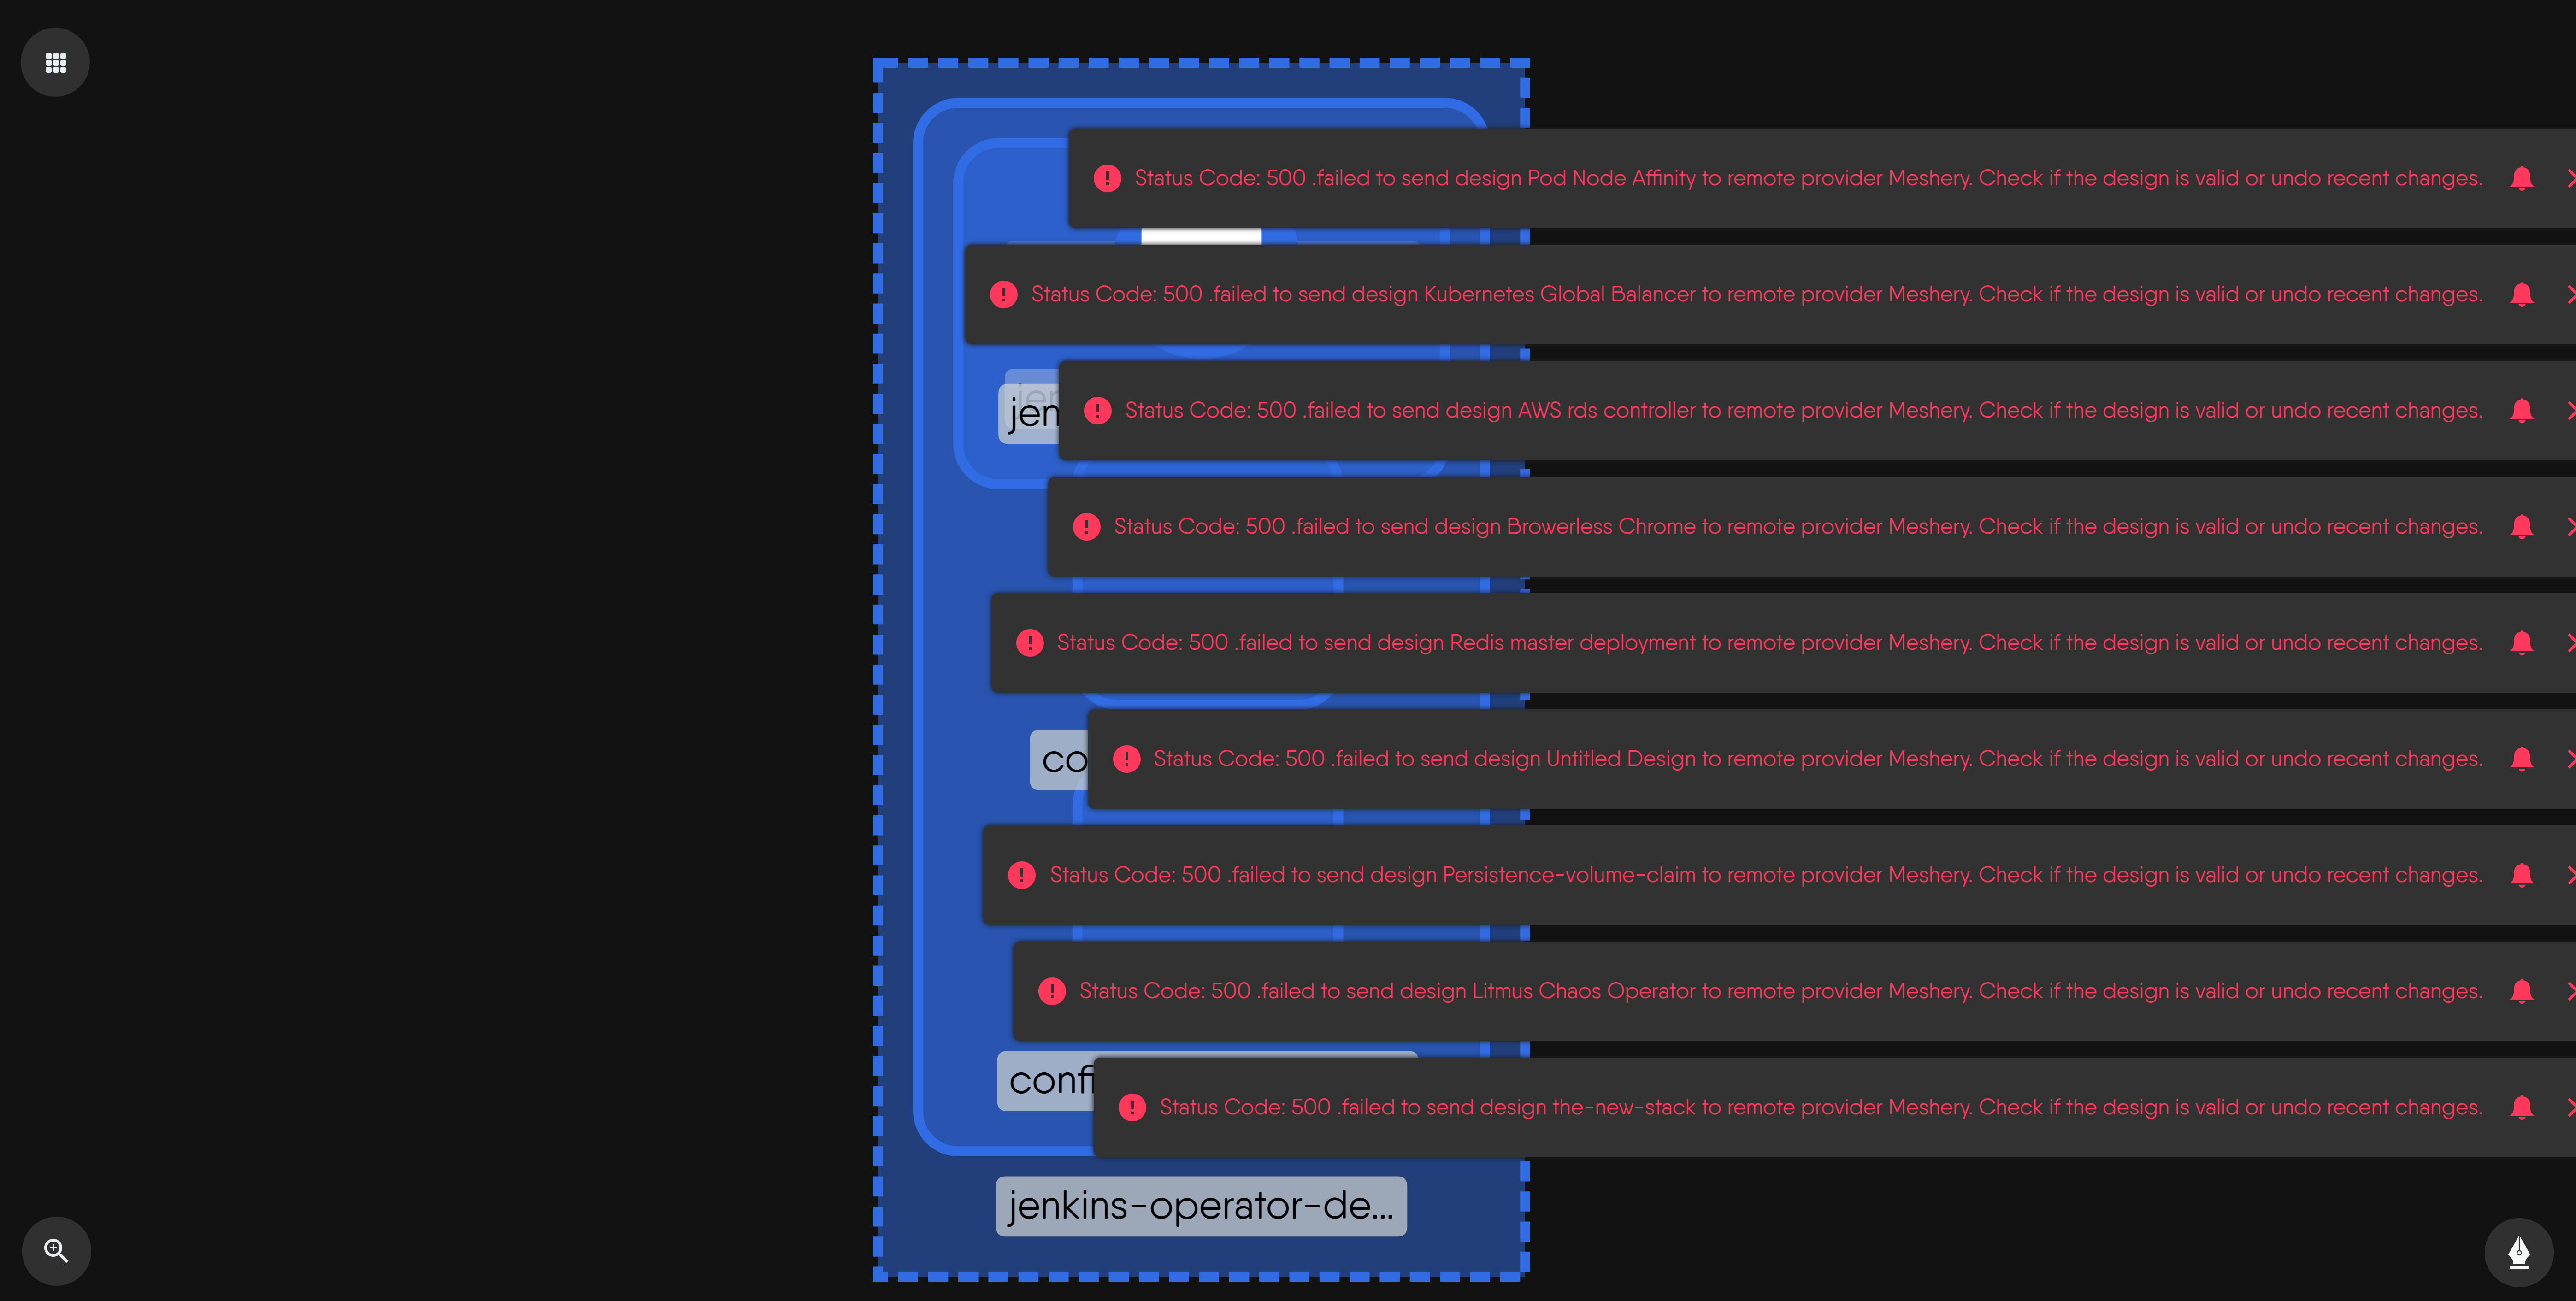 Status Code: 500 .failed to send design Pod Node Affinity to remote provider Meshery. Check if the design is valid or undo recent changes.
Status Code: 500 .failed to send design Kubernetes Global Balancer to remote provider Meshery. Check if the design is valid or undo recent changes.
jen
Status Code: 500 .failed to send design AWS rds controller to remote provider Meshery. Check if the design is valid or undo recent changes.
Status Code: 500 .failed to send design Browerless Chrome to remote provider Meshery. Check if the design is valid or undo recent changes.
Status Code: 500 .failed to send design Redis master deployment to remote provider Meshery. Check if the design is valid or undo recent changes.
co
Status Code: 500 .failed to send design Untitled Design to remote provider Meshery. Check if the design is valid or undo recent changes.
Status Code: 500 .failed to send design Persistence-volume-claim to remote provider Meshery. Check if the design is valid or undo recent changes.
Status Code: 500 .failed to send design Litmus Chaos Operator to remote provider Meshery. Check if the design is valid or undo recent changes.
confi
Status Code: 500 .failed to send design the-new-stack to remote provider Meshery. Check if the design is valid or undo recent changes.
jenkins-operator-de...